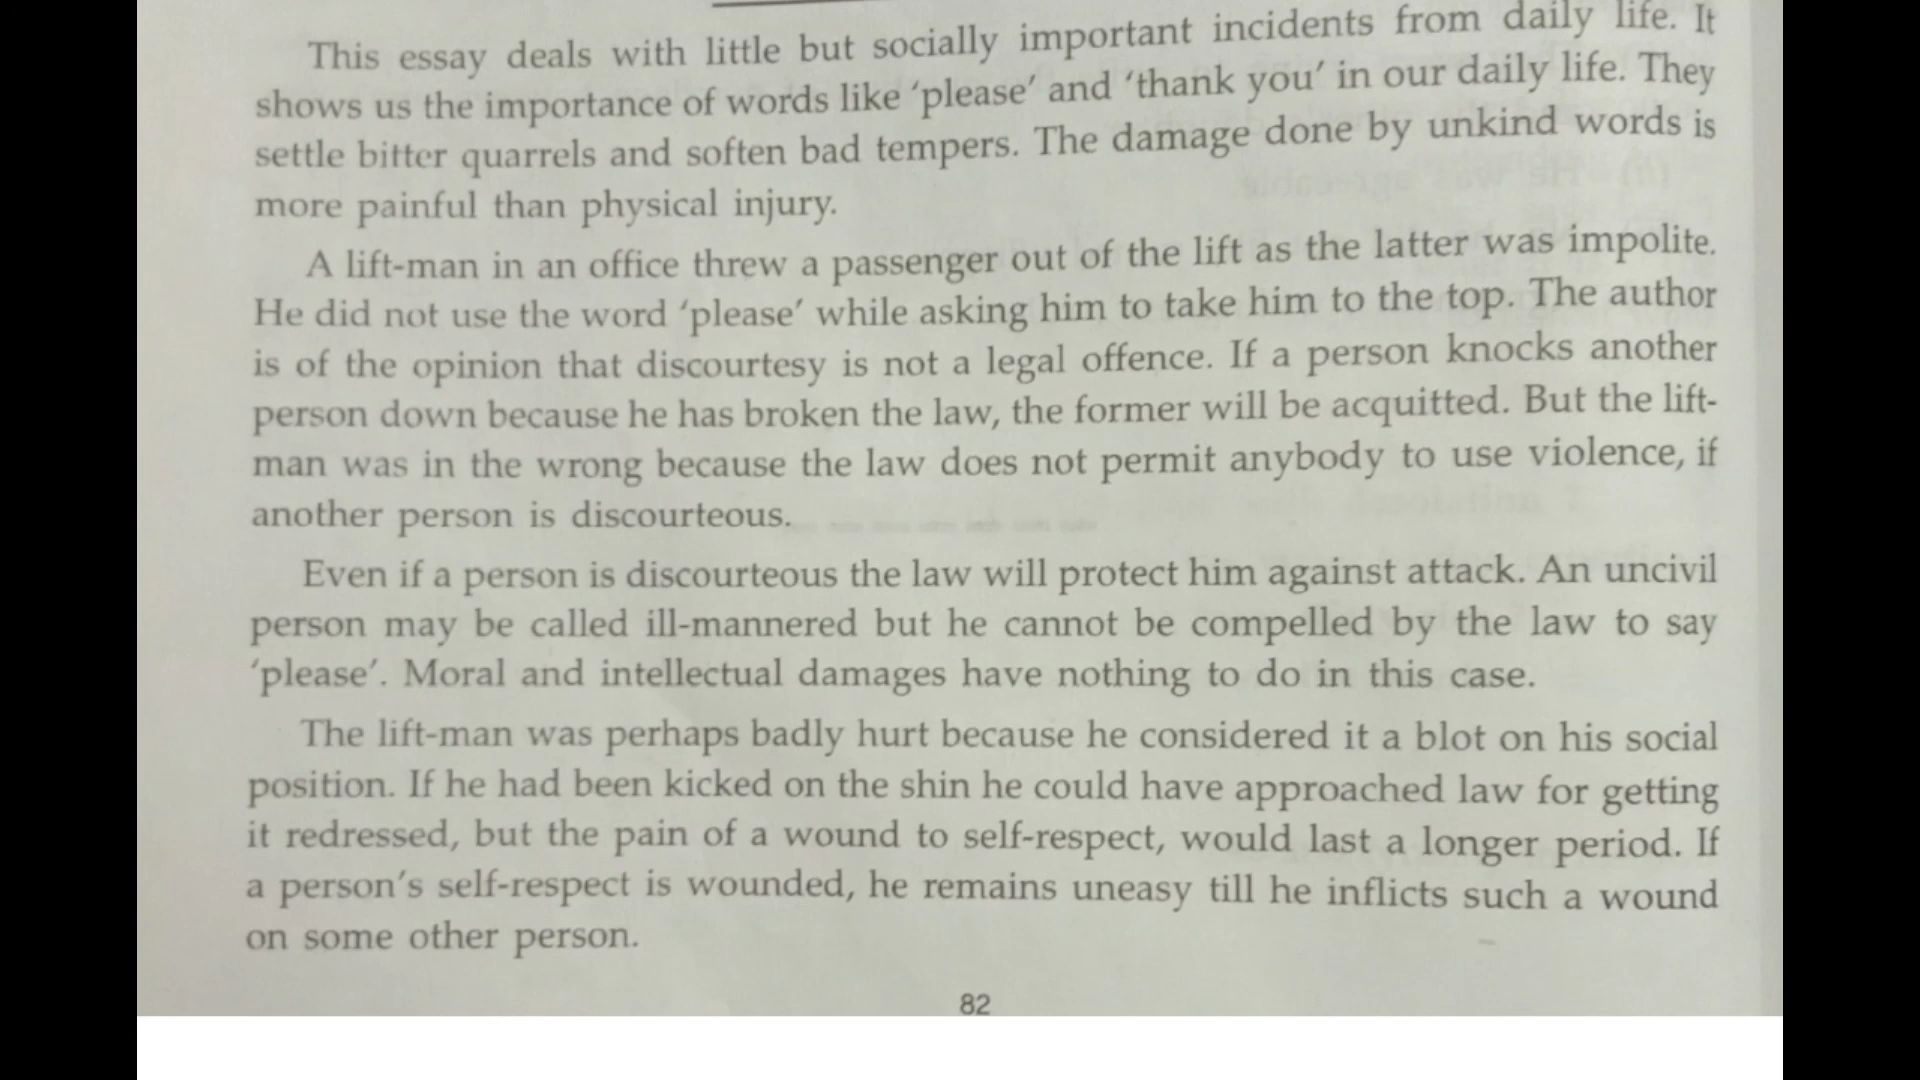 This essay deals with little but socially important incidents from daily life. It
shows us the importance of words like ‘please’ and ‘thank you’ in our daily life. They
settle bitter quarrels and soften bad tempers. The damage done by unkind words is
more painful than physical injury.
A lift-man in an office threw a passenger out of the lift as the latter was impolite.
He did not use the word ‘please’ while asking him to take him to the top. The author
is of the opinion that discourtesy is not a legal offence. If a person knocks another
person down because he has broken the law, the former will be acquitted. But the lift-
man was in the wrong because the law does not permit anybody to use violence, if
another person is discourteous.
Even if a person is discourteous the law will protect him against attack. An uncivil
person may be called ill-mannered but he cannot be compelled by the law to say
‘please’. Moral and intellectual damages have nothing to do in this case.
The lift-man was perhaps badly hurt because he considered it a blot on his social
position. If he had been kicked on the shin he could have approached law for getting
it redressed, but the pain of a wound to self-respect, would last a longer period. If
a person’s self-respect is wounded, he remains uneasy till he inflicts such a wound
on some other person.
82